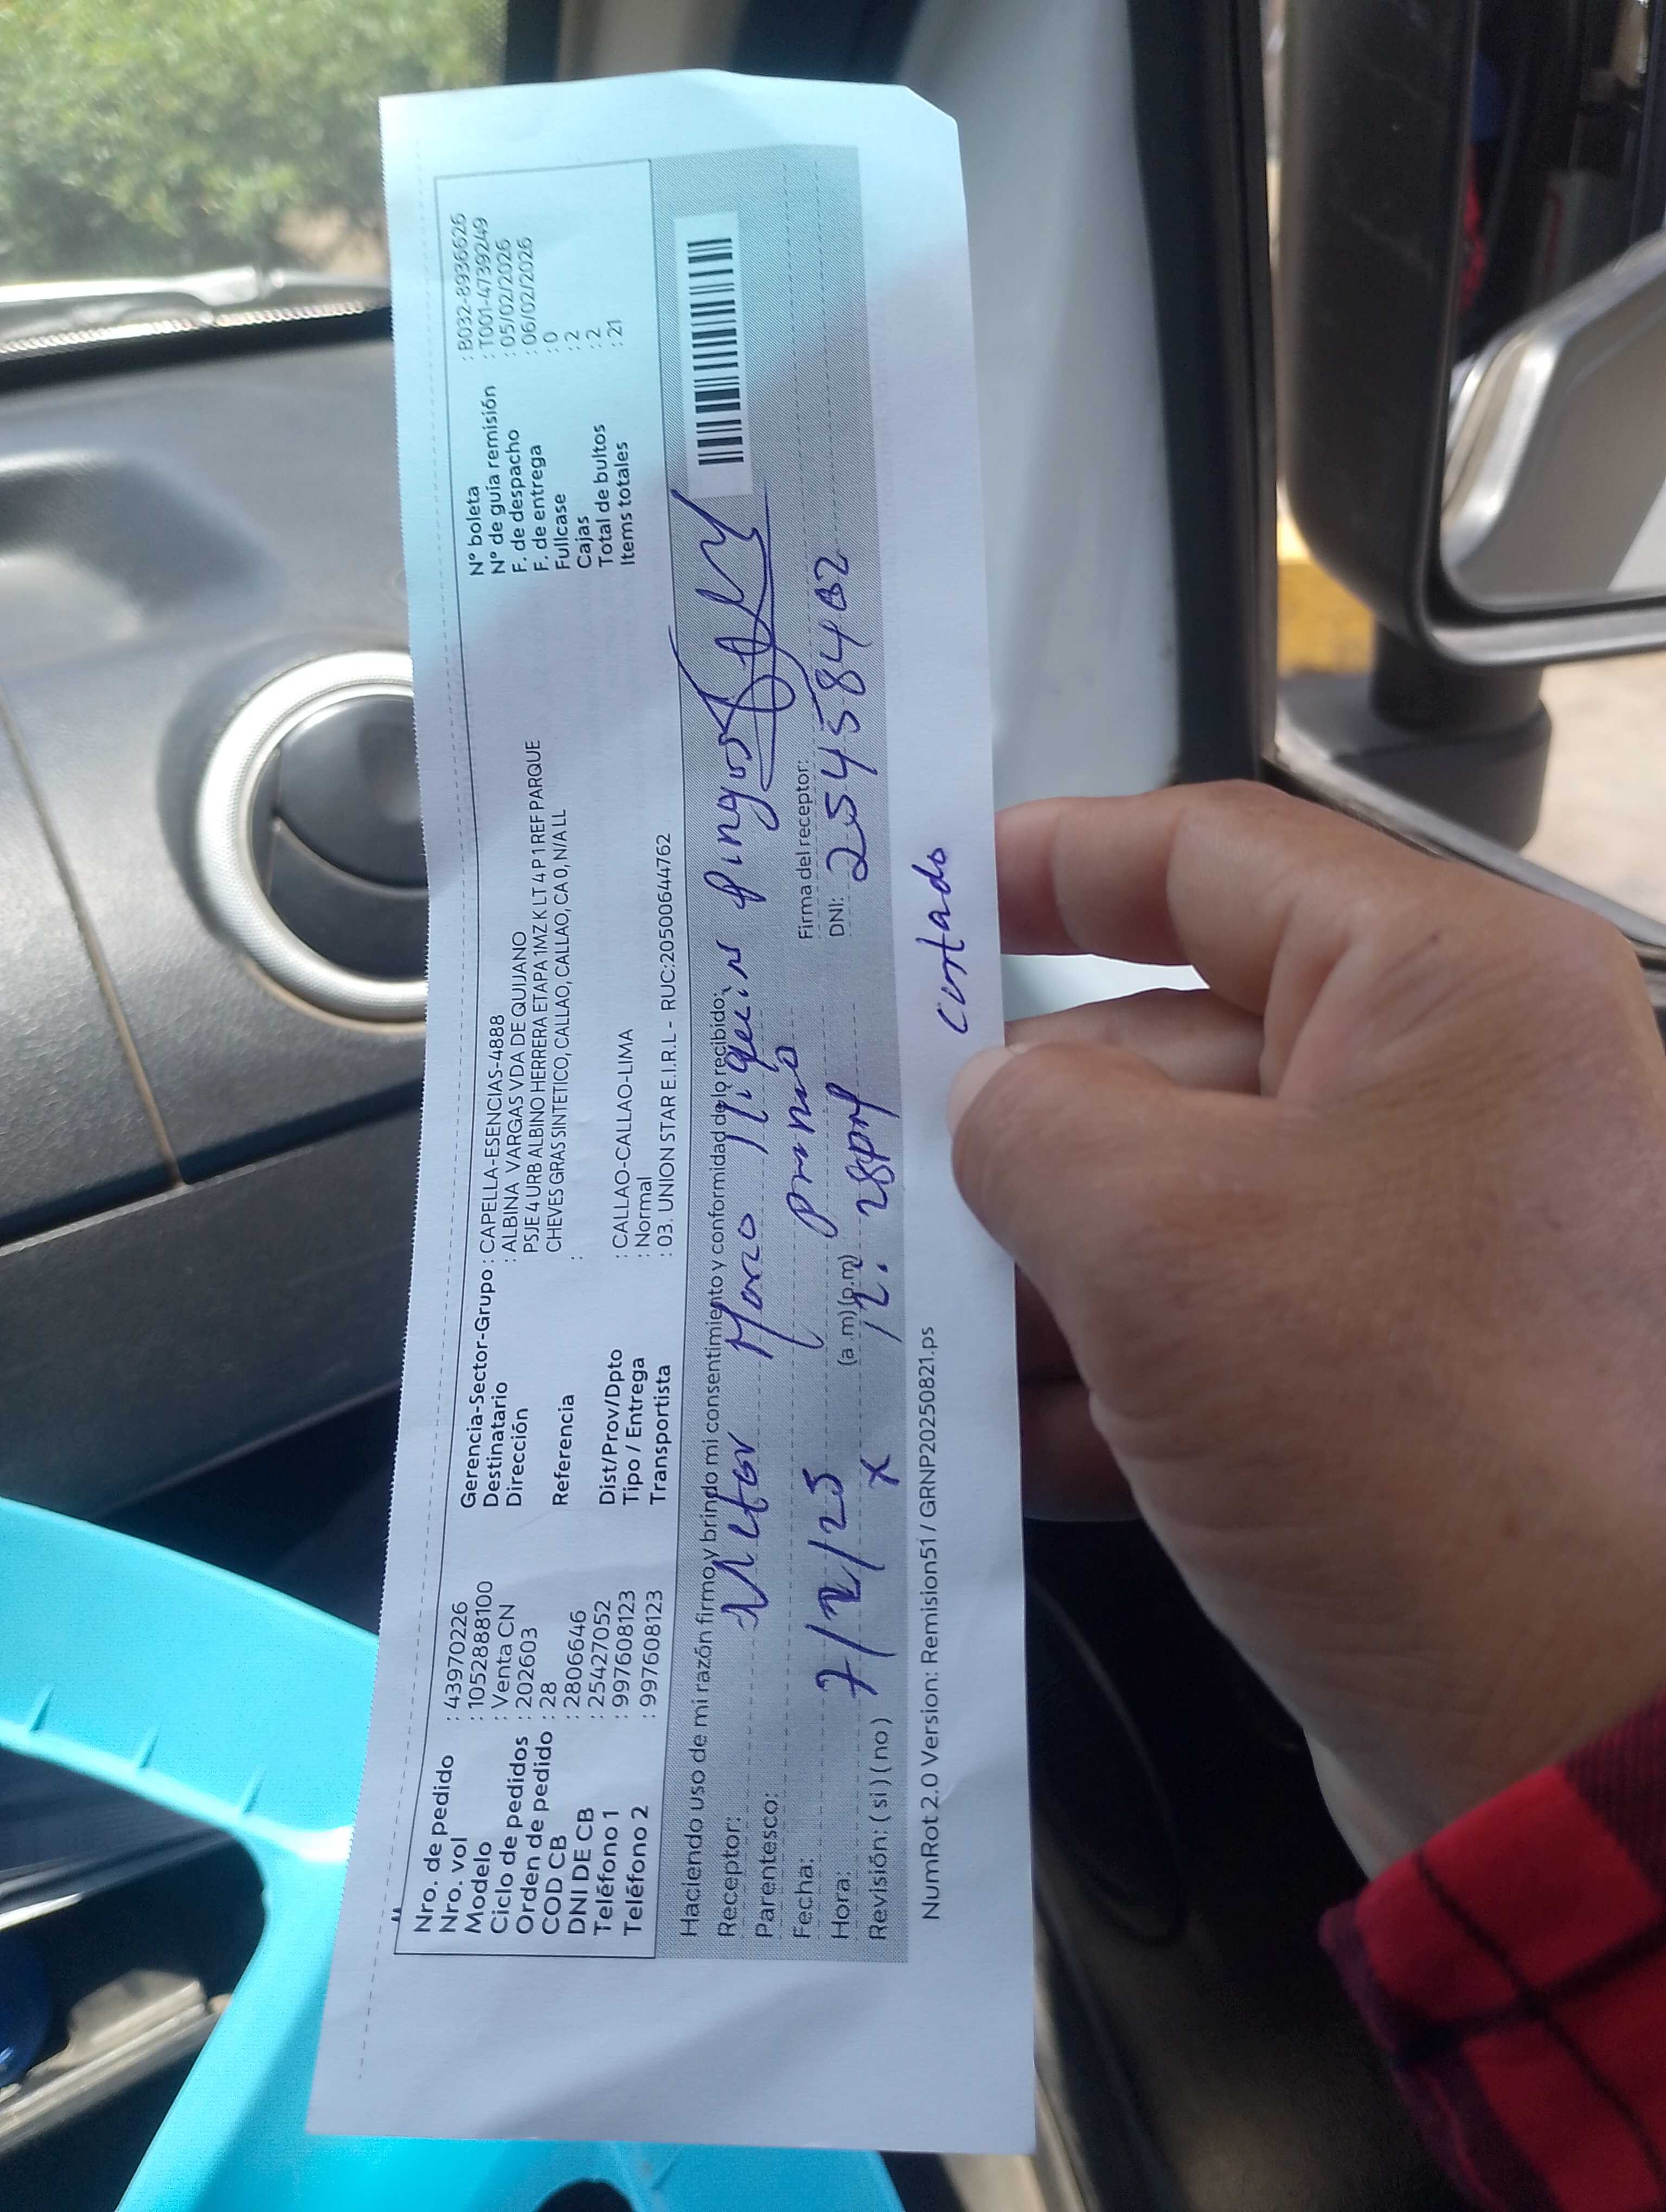 Nro. de pedido : 43970226
Nro. vol : 1052888100
Modelo : Venta CN
Ciclo de pedidos : 202603
Orden de pedido : 28
COD CB : 2806646
DNI DE CB : 25427052
Teléfono 1 : 997608123
Teléfono 2 : 997608123
Gerencia-Sector-Grupo : CAPELLA-ESENCIAS-4888
Destinatario : ALBINA VARGAS VDA DE QUIJANO
Dirección PSJE 4 URB ALBINO HERRERA ETAPA 1MZ K LT 4 P 1 REF PARQUE
CHEVES GRAS SINTETICO, CALLAO, CALLAO, CA 0, N/A LL
Referencia :
Dist/Prov/Dpto : CALLAO-CALLAO-LIMA
Tipo / Entrega : Normal
Transportista : 03. UNION STAR E.I.R.L - RUC:20500644762
N° boleta : B032-8936626
N° de guía remisión : T001-4739249
F. de despacho : 05/02/2026
F. de entrega : 06/02/2026
Fullcase : 0
Cajas : 2
Total de bultos : 2
Items totales : 21
Haciendo uso de mi razón firmo y brindo mi consentimiento y conformidad de lo recibido:
Receptor: Marco
Parentesco:
Firma del receptor:
Fecha: 7/2/25
DNI: 25458402
Hora: (a.m) (p.m) 12:28pm
Revisión: ( si ) ( no ) x
NumRot 2.0 Version: Remision51 / GRNP20250821.ps